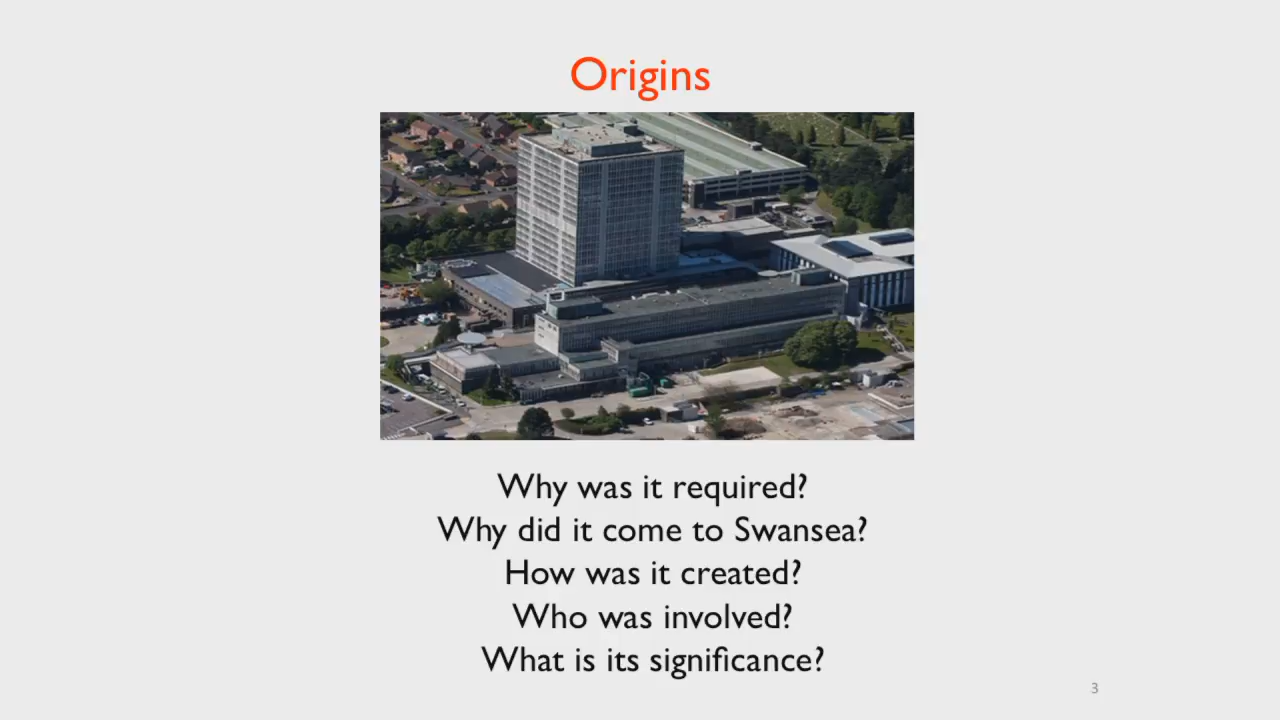 Origins
Why was it required?
Why did it come to Swansea?
How was it created?
Who was involved?
What is its significance?
3